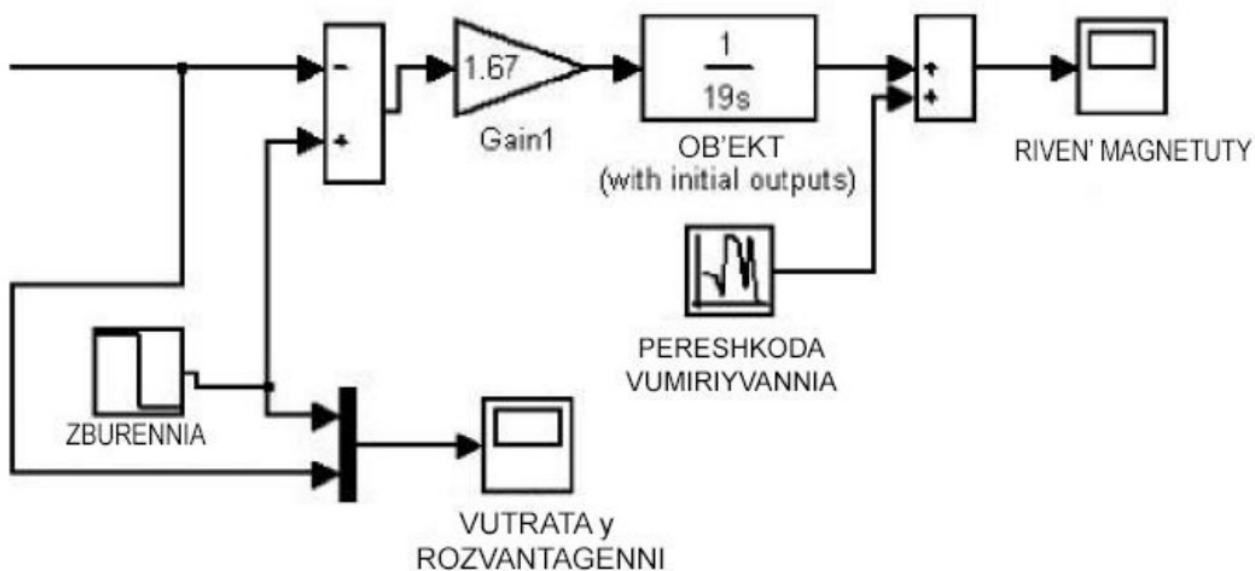 -
+
1.67
Gain1
1
19s
OB'EKT
(with initial outputs)
+
+
RIVEN' MAGNETUTY
PERESHKODA
VUMIRIYVANNIA
ZBURENNIA
VUTRATA y
ROZVANTAGENNI